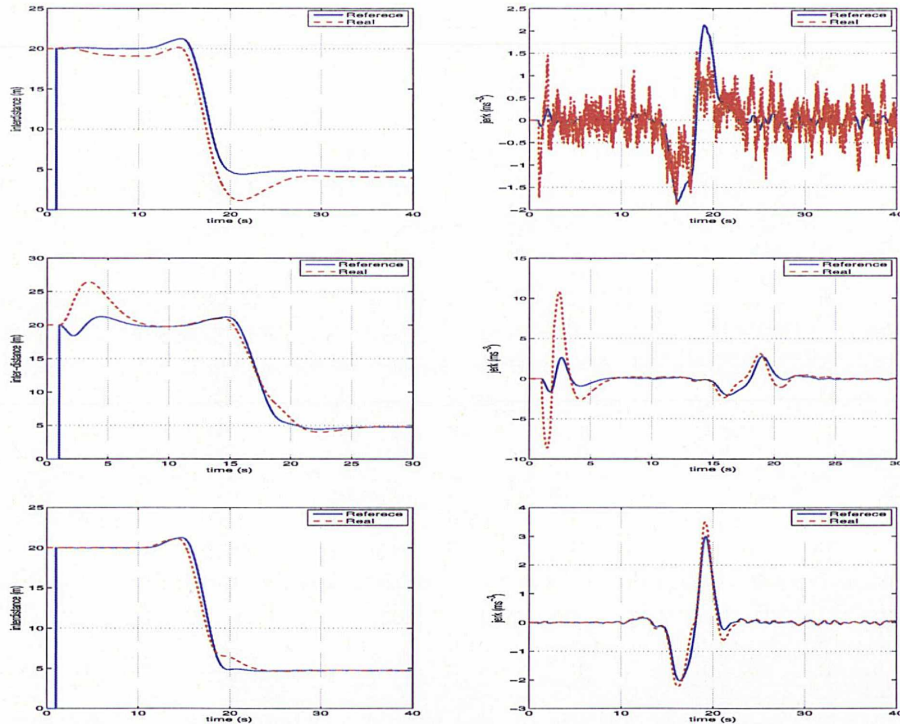 25
20
15
10
5
0
interdistance (m)
Referece
Real
0 10 20 30 40
time (s)
2.5
2
1.5
1
0.5
0
−0.5
−1
−1.5
−2
jerk (ms⁻³)
Referece
Real
0 10 20 30 40
time (s)
30
25
20
15
10
5
0
inter-distance (m)
Referece
Real
0 5 10 15 20 25 30
time (s)
15
10
5
0
−5
−10
jerk (ms⁻³)
Referece
Real
0 5 10 15 20 25 30
time (s)
25
20
15
10
5
0
interdistance (m)
Referece
Real
0 10 20 30 40
time (s)
4
3
2
1
0
−1
−2
−3
jerk (ms⁻³)
Referece
Real
0 10 20 30 40
time (s)